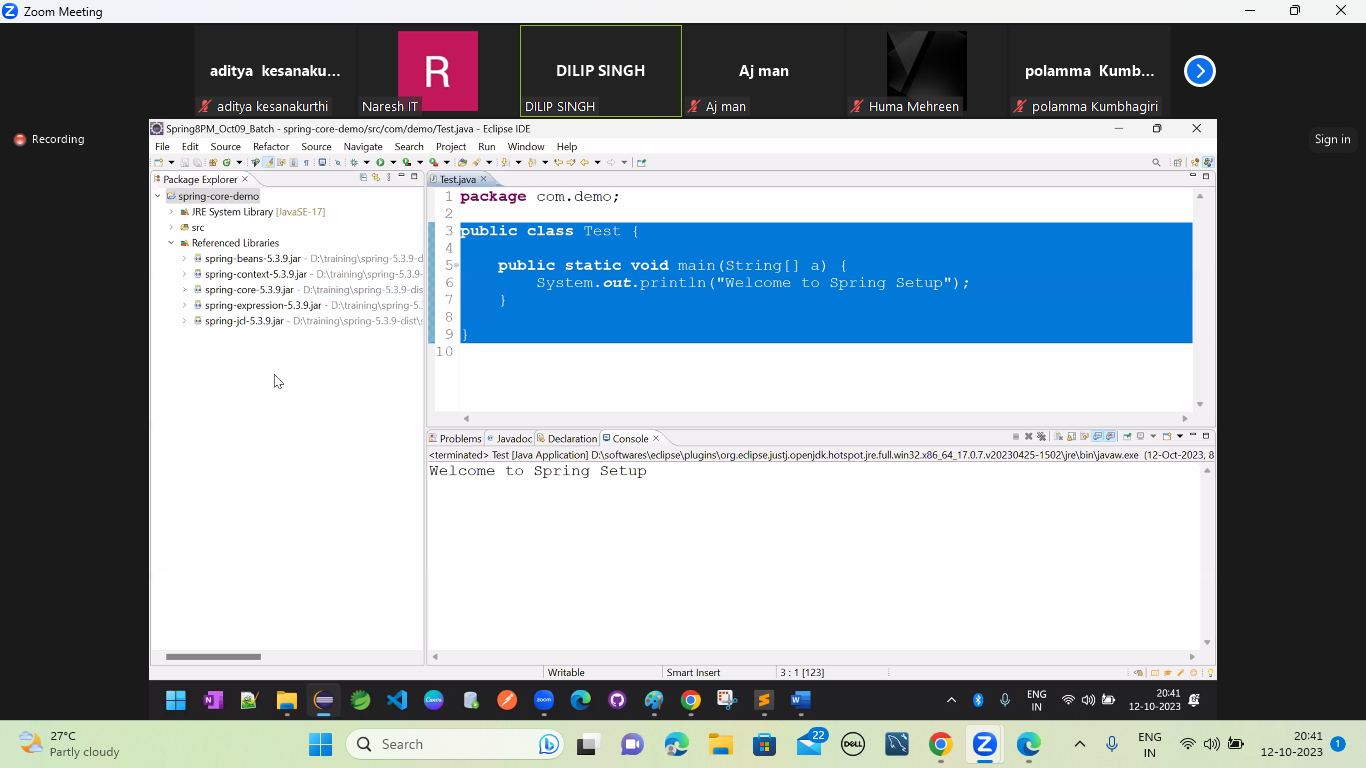 Zoom Meeting
aditya kesanaku...
R
DILIP SINGH
Aj man
polamma Kumb...
aditya kesanakurthi
Naresh IT
DILIP SINGH
Aj man
Huma Mehreen
polamma Kumbhagiri
Recording
Sign in
Spring8PM_Oct09_Batch - spring-core-demo/src/com/demo/Test.java - Eclipse IDE
File Edit Source Refactor Source Navigate Search Project Run Window Help
Package Explorer
spring-core-demo
JRE System Library [JavaSE-17]
src
Referenced Libraries
spring-beans-5.3.9.jar - D:\training\spring-5.3.9-d
spring-context-5.3.9.jar - D:\training\spring-5.3.9-
spring-core-5.3.9.jar - D:\training\spring-5.3.9-dis
spring-expression-5.3.9.jar - D:\training\spring-5.
spring-jcl-5.3.9.jar - D:\training\spring-5.3.9-dist\
Test.java
1 package com.demo;
2
3 public class Test {
4
5 public static void main(String[] a) {
6 System.out.println("Welcome to Spring Setup");
7 }
8
9 }
10
Problems Javadoc Declaration Console
<terminated> Test [Java Application] D:\softwares\eclipse\plugins\org.eclipse.justj.openjdk.hotspot.jre.full.win32.x86_64_17.0.7.v20230425-1502\jre\bin\javaw.exe (12-Oct-2023, 8
Welcome to Spring Setup
Writable Smart Insert 3 : 1 [123]
zoom
ENG
IN
20:41
12-10-2023
27°C
Partly cloudy
Search
22
DELL
ENG
IN
20:41
12-10-2023
1